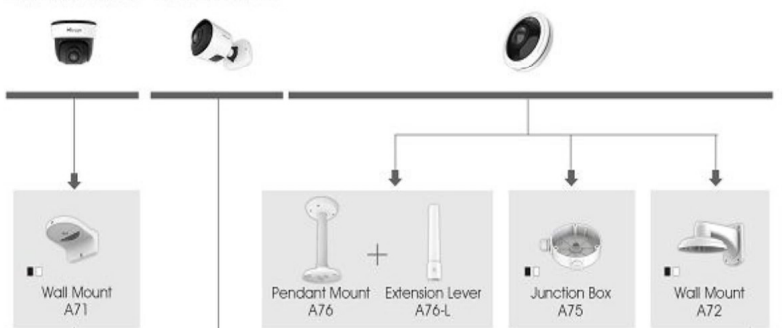 Wall Mount
A71
Pendant Mount
A76
+
Extension Lever
A76-L
Junction Box
A75
Wall Mount
A72